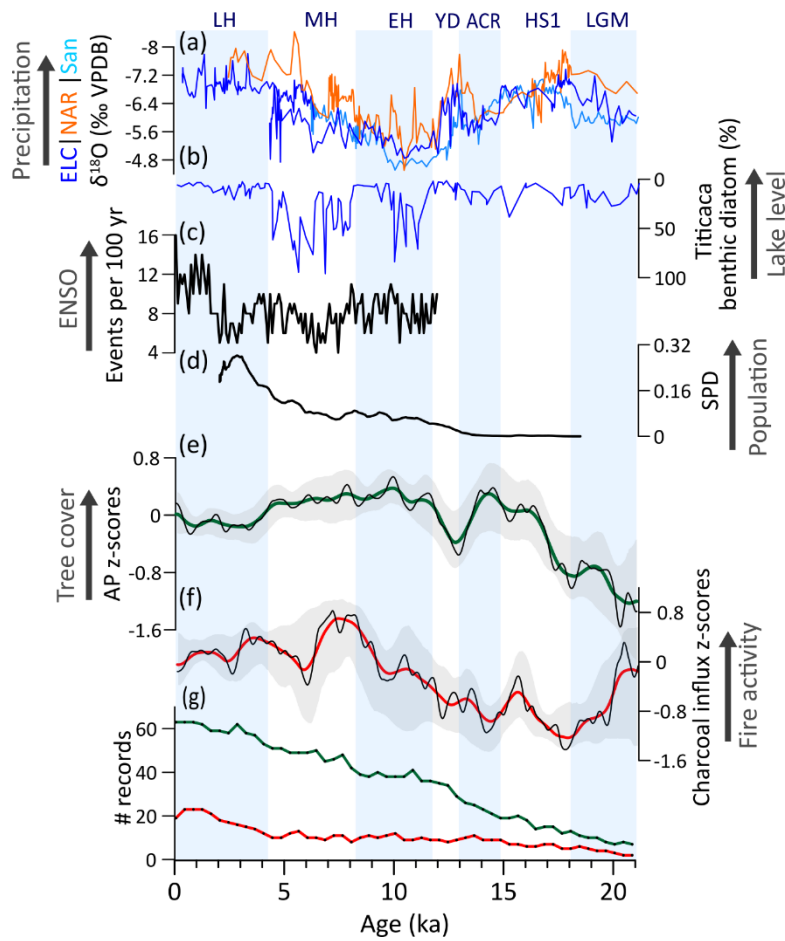 LH MH EH YD ACR HS1 LGM
(a)
-8
-7.2
-6.4
-5.6
-4.8
Precipitation
ELC|NAR|San
δ18O (‰ VPDB)
(b)
0
50
100
Titicaca
benthic diatom (%)
Lake level
(c)
16
12
8
4
ENSO
Events per 100 yr
(d)
0.32
0.16
0
SPD
Population
(e)
0.8
0
-0.8
-1.6
Tree cover
AP z-scores
(f)
0.8
0
-0.8
-1.6
Charcoal influx z-scores
Fire activity
(g)
60
40
20
0
# records
0 5 10 15 20
Age (ka)